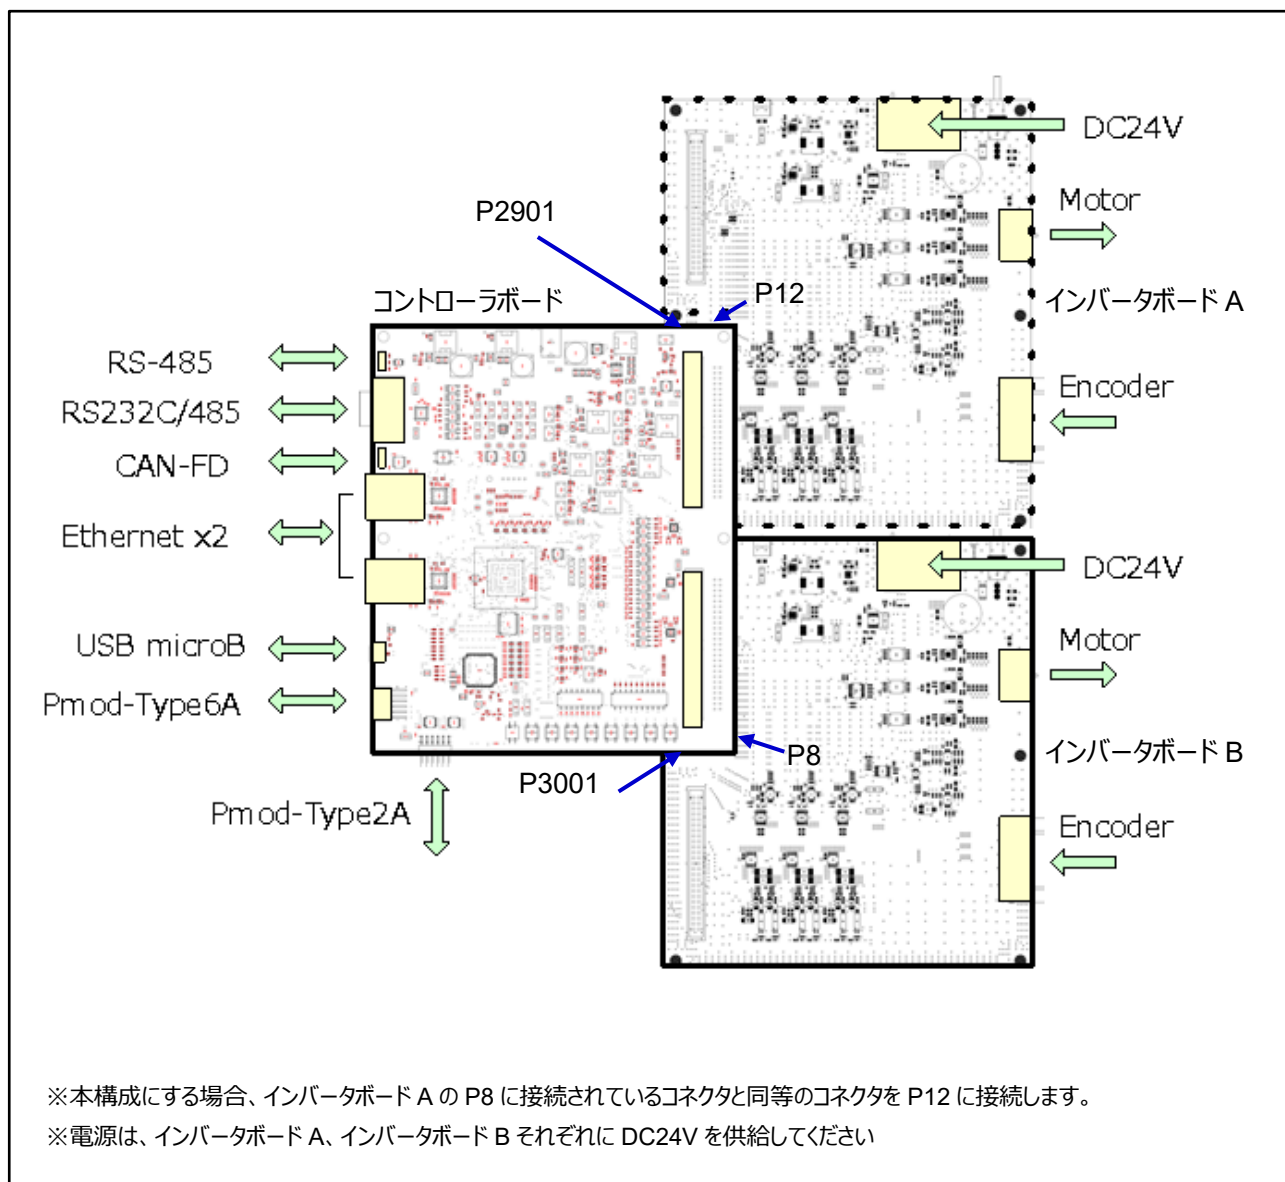 DC24V
Motor
P2901
P12
コントローラボード
インバータボード A
RS-485
RS232C/485
Encoder
CAN-FD
Ethernet x2
DC24V
USB microB
Motor
Pmod-Type6A
P8
インバータボード B
P3001
Pmod-Type2A
Encoder
※本構成にする場合、インバータボード A の P8 に接続されているコネクタと同等のコネクタを P12 に接続します。
※電源は、インバータボード A、インバータボード B それぞれに DC24V を供給してください